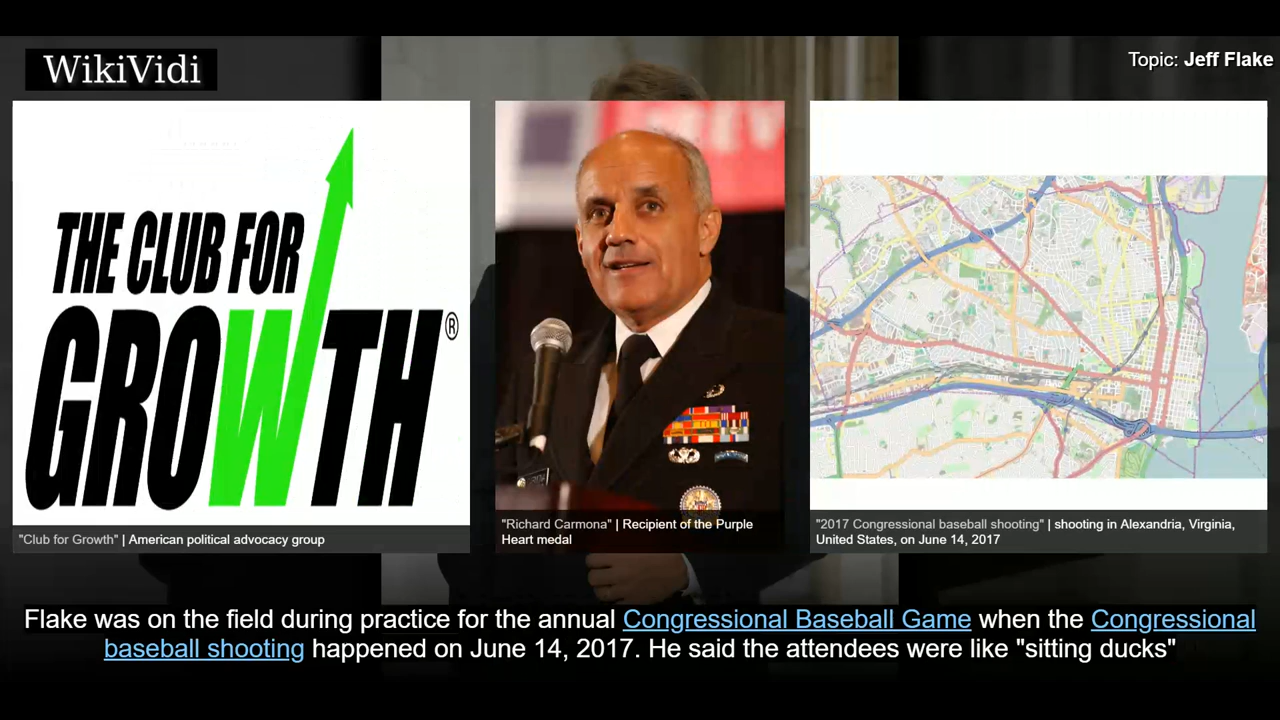 WikiVidi
Topic: Jeff Flake
THE CLUB FOR
GROWTH®
"Club for Growth" | American political advocacy group
"Richard Carmona" | Recipient of the Purple
Heart medal
"2017 Congressional baseball shooting" | shooting in Alexandria, Virginia,
United States, on June 14, 2017
Flake was on the field during practice for the annual Congressional Baseball Game when the Congressional
baseball shooting happened on June 14, 2017. He said the attendees were like "sitting ducks"